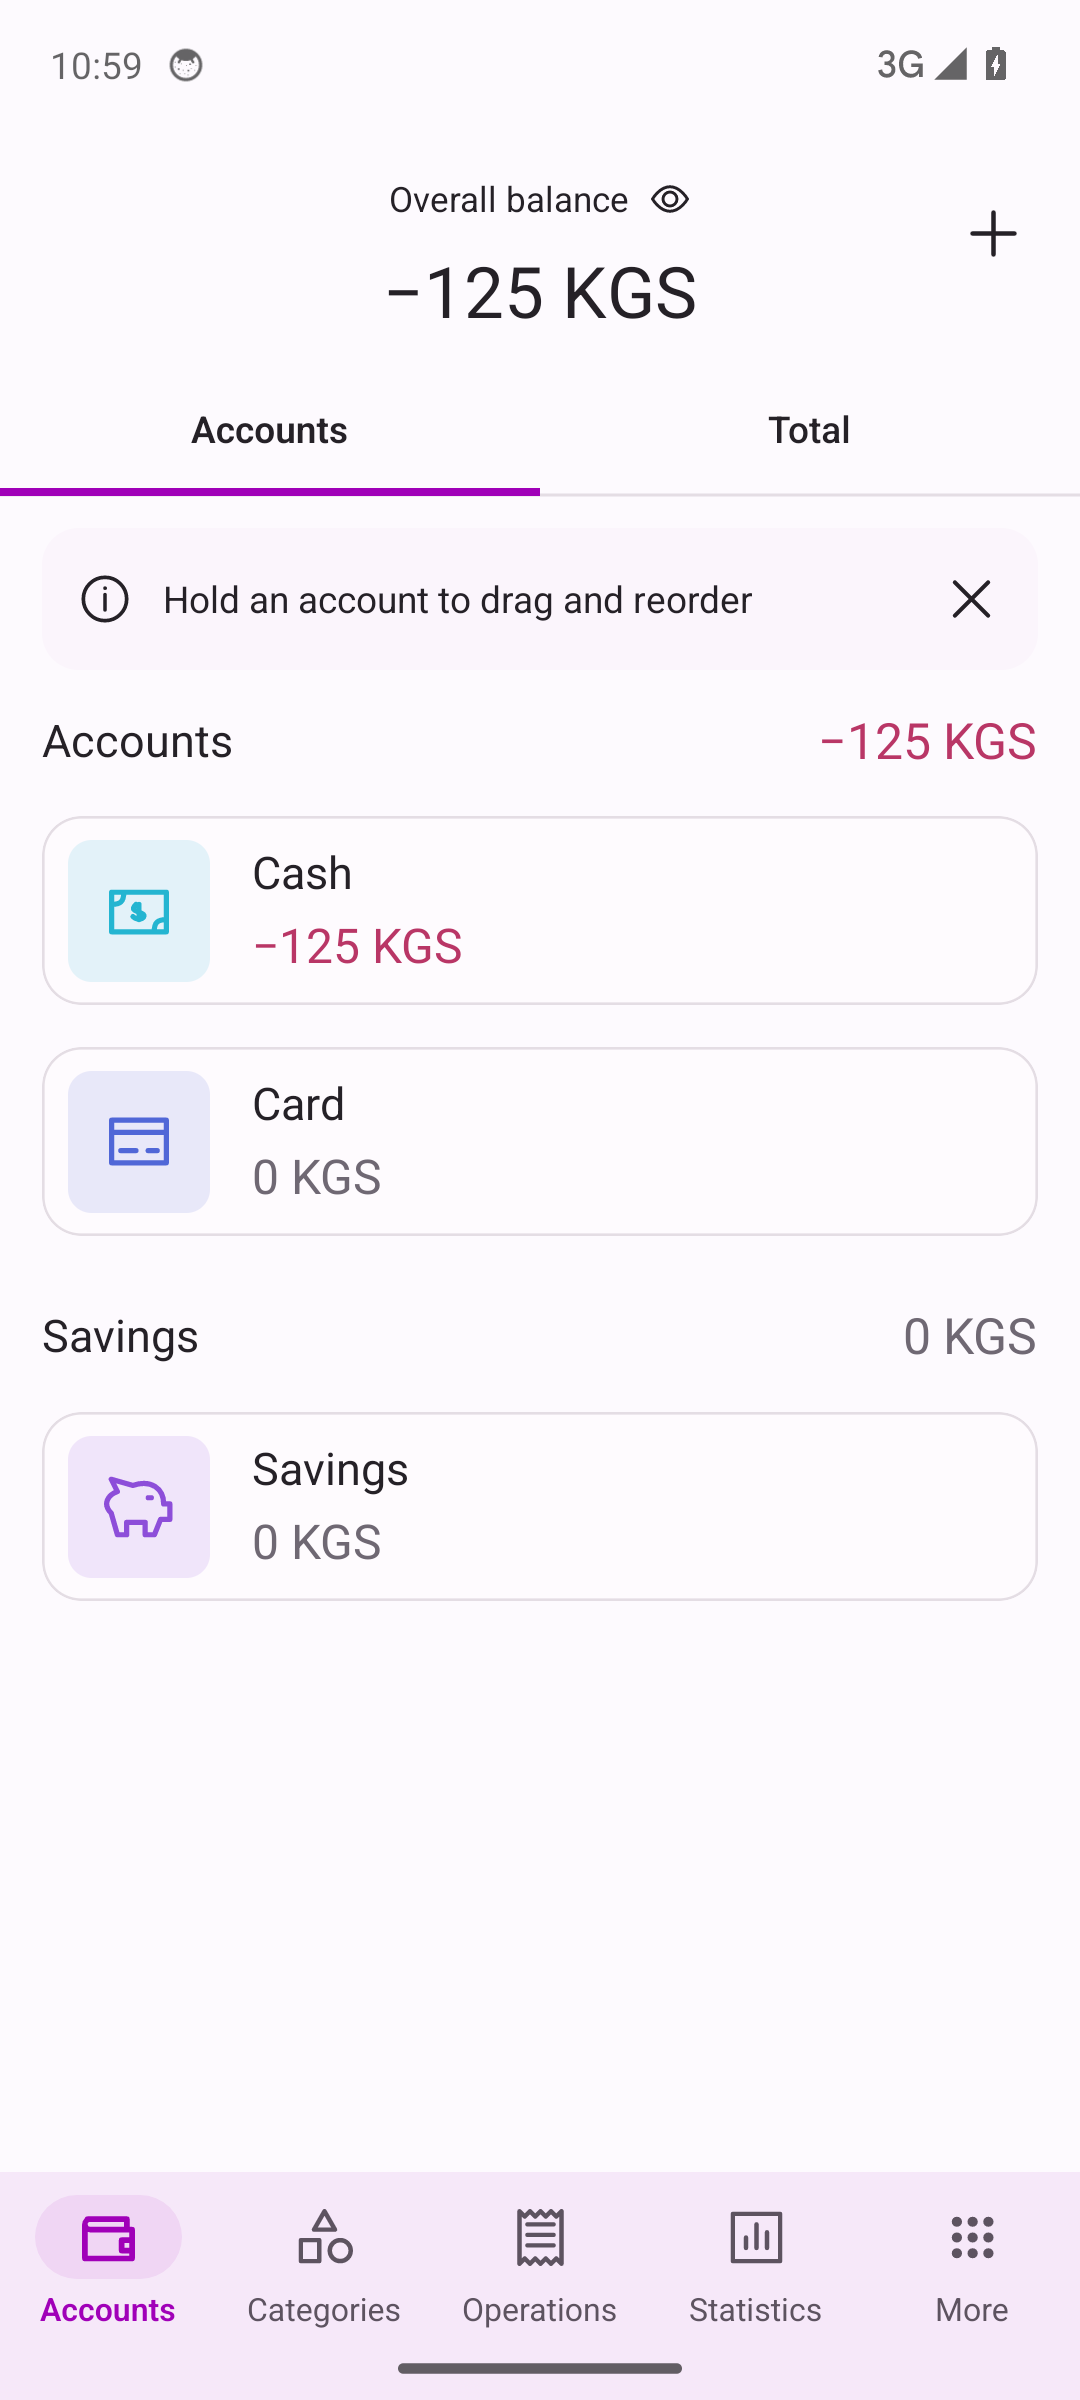 10:59
3G
Overall balance
−125 KGS
Accounts
Total
Hold an account to drag and reorder
Accounts
−125 KGS
Cash
−125 KGS
Card
0 KGS
Savings
0 KGS
Savings
0 KGS
Accounts
Categories
Operations
Statistics
More